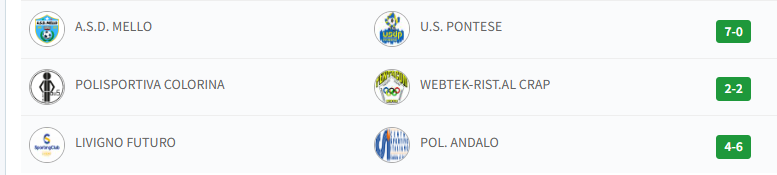 A.S.D. MELLO U.S. PONTESE 7-0
POLISPORTIVA COLORINA WEBTEK-RIST.AL CRAP 2-2
LIVIGNO FUTURO POL. ANDALO 4-6